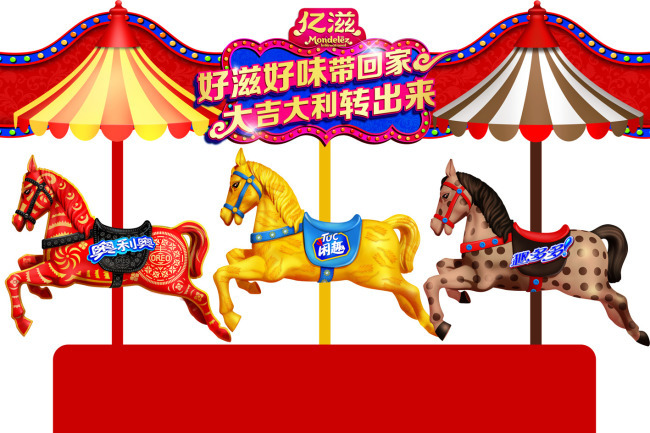 亿滋
Mondelēz
International
好滋好味带回家
大吉大利转出来
奥利奥
OREO
TUC
闲趣
趣多多!